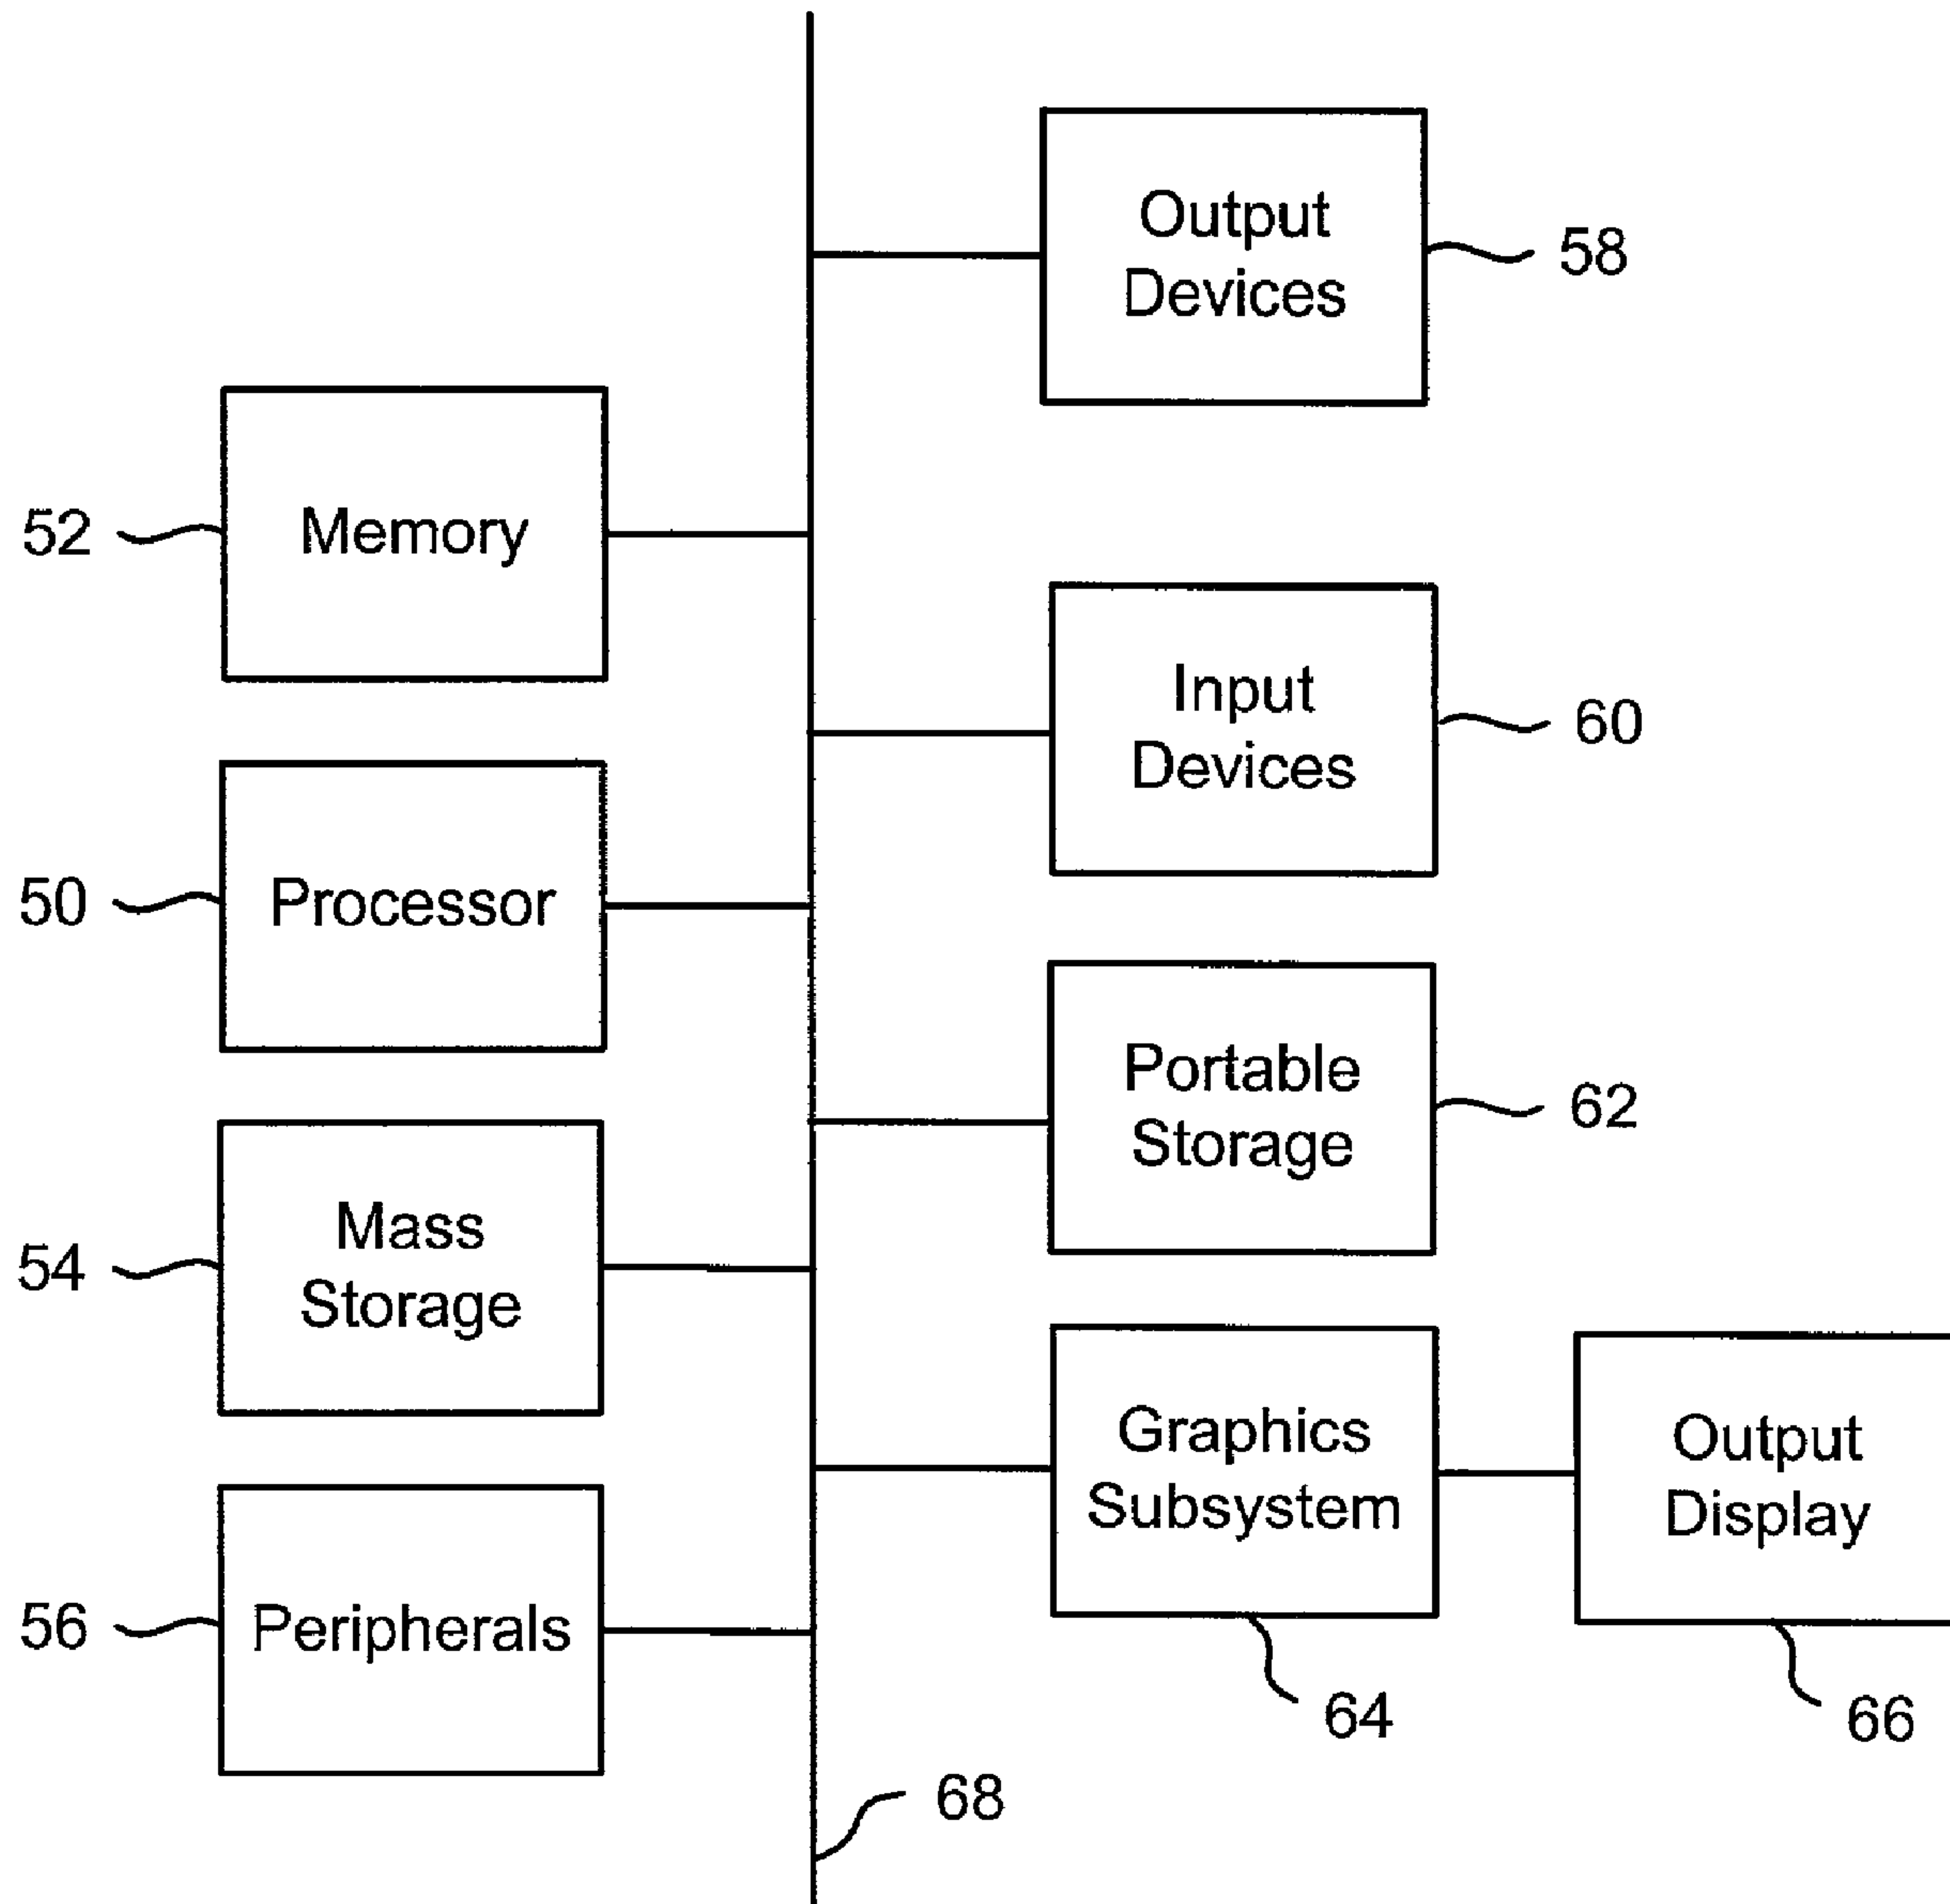 Output
Devices
58
52
Memory
Input
Devices
60
50
Processor
Portable
Storage
62
54
Mass
Storage
Graphics
Subsystem
Output
Display
56
Peripherals
64
66
68